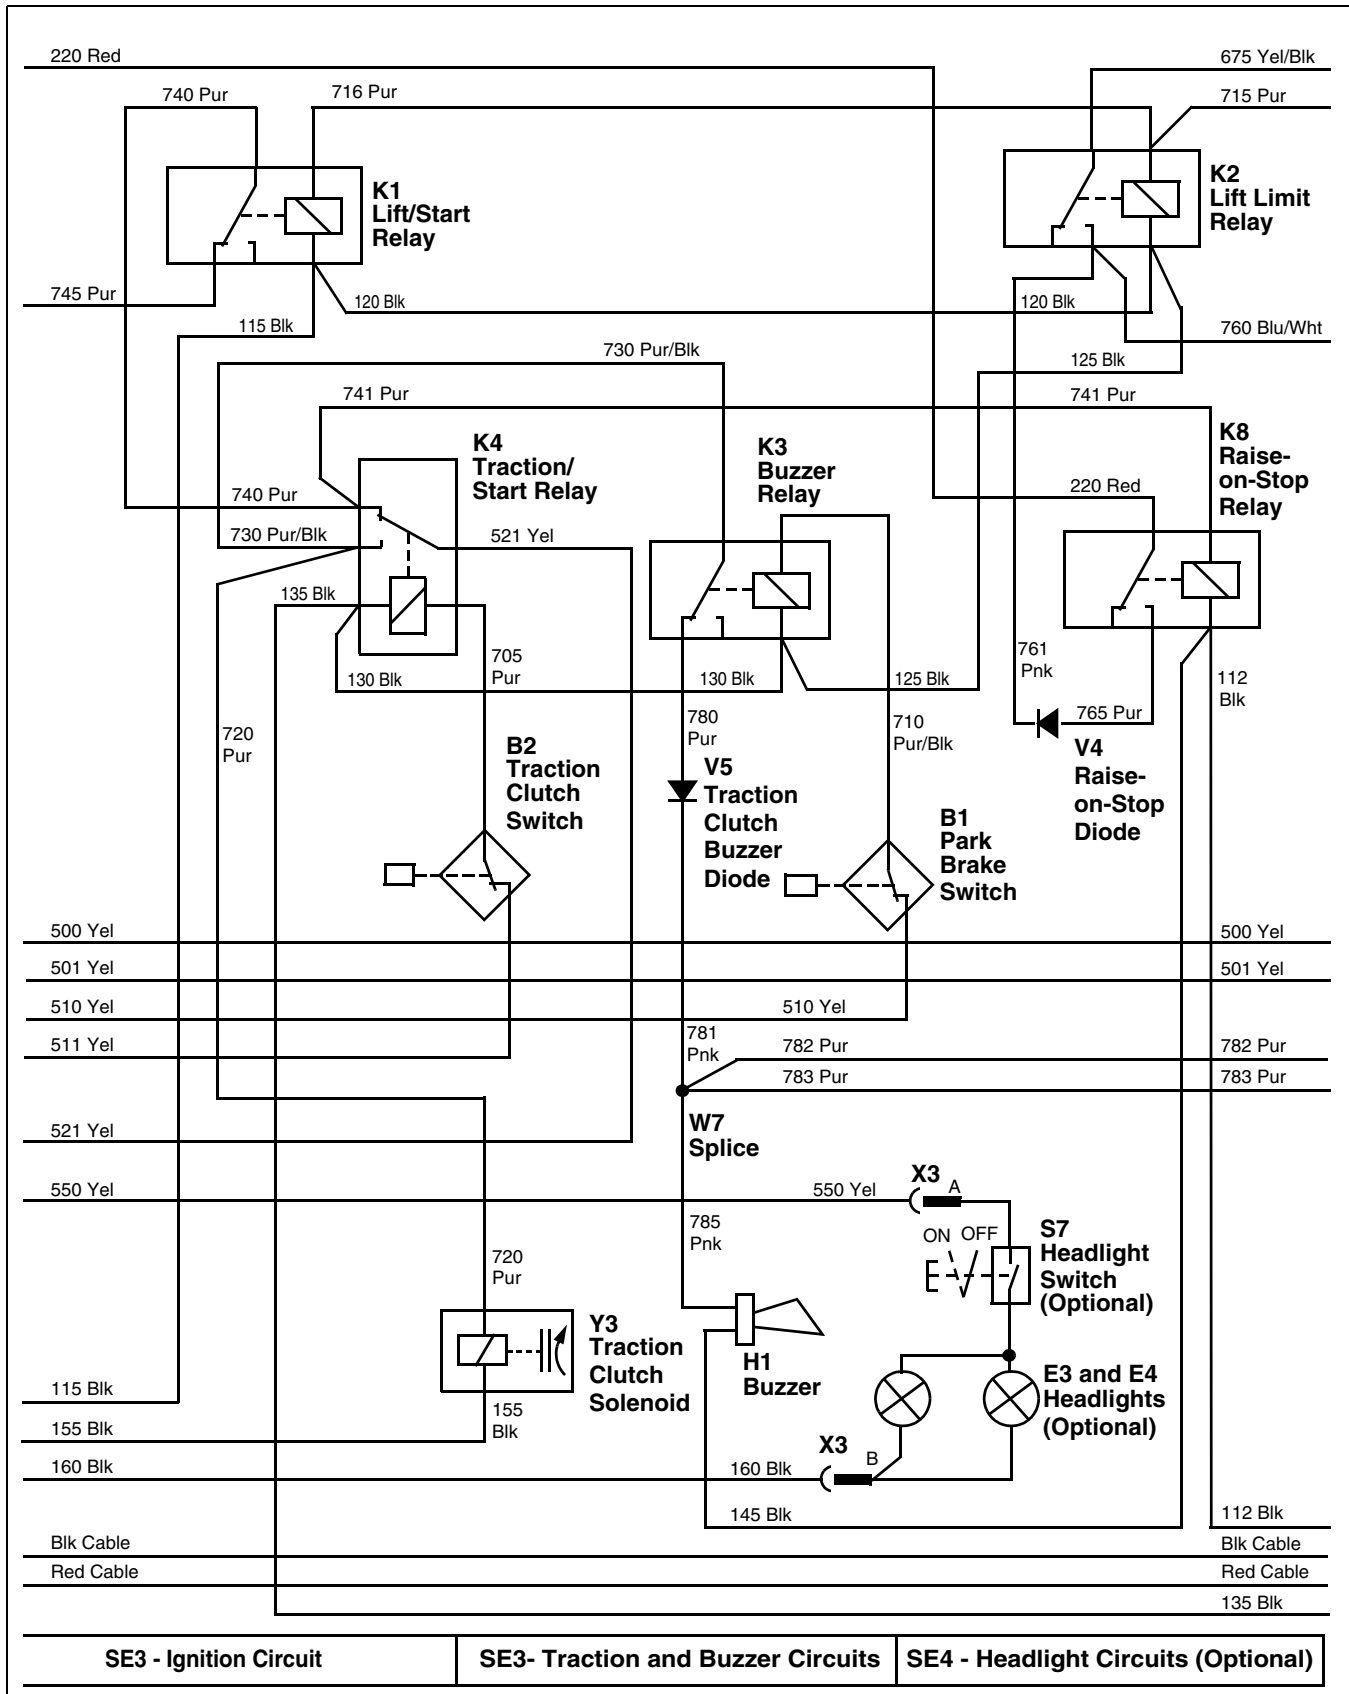 220 Red
675 Yel/Blk
740 Pur
716 Pur
715 Pur
K1
Lift/Start
Relay
K2
Lift Limit
Relay
745 Pur
120 Blk
120 Blk
115 Blk
760 Blu/Wht
730 Pur/Blk
125 Blk
741 Pur
741 Pur
K4
Traction/
Start Relay
K3
Buzzer
Relay
K8
Raise-
on-Stop
Relay
740 Pur
220 Red
730 Pur/Blk
521 Yel
135 Blk
705
Pur
761
Pnk
130 Blk
130 Blk
125 Blk
112
Blk
720
Pur
780
Pur
710
Pur/Blk
765 Pur
B2
Traction
Clutch
Switch
V5
Traction
Clutch
Buzzer
Diode
V4
Raise-
on-Stop
Diode
B1
Park
Brake
Switch
500 Yel
500 Yel
501 Yel
501 Yel
510 Yel
510 Yel
511 Yel
781
Pnk
782 Pur
782 Pur
783 Pur
783 Pur
W7
Splice
521 Yel
550 Yel
550 Yel
X3
A
785
Pnk
ON OFF
S7
Headlight
Switch
(Optional)
720
Pur
Y3
Traction
Clutch
Solenoid
H1
Buzzer
E3 and E4
Headlights
(Optional)
115 Blk
155
Blk
155 Blk
X3
B
160 Blk
160 Blk
145 Blk
112 Blk
Blk Cable
Blk Cable
Red Cable
Red Cable
135 Blk
SE3 - Ignition Circuit
SE3- Traction and Buzzer Circuits
SE4 - Headlight Circuits (Optional)